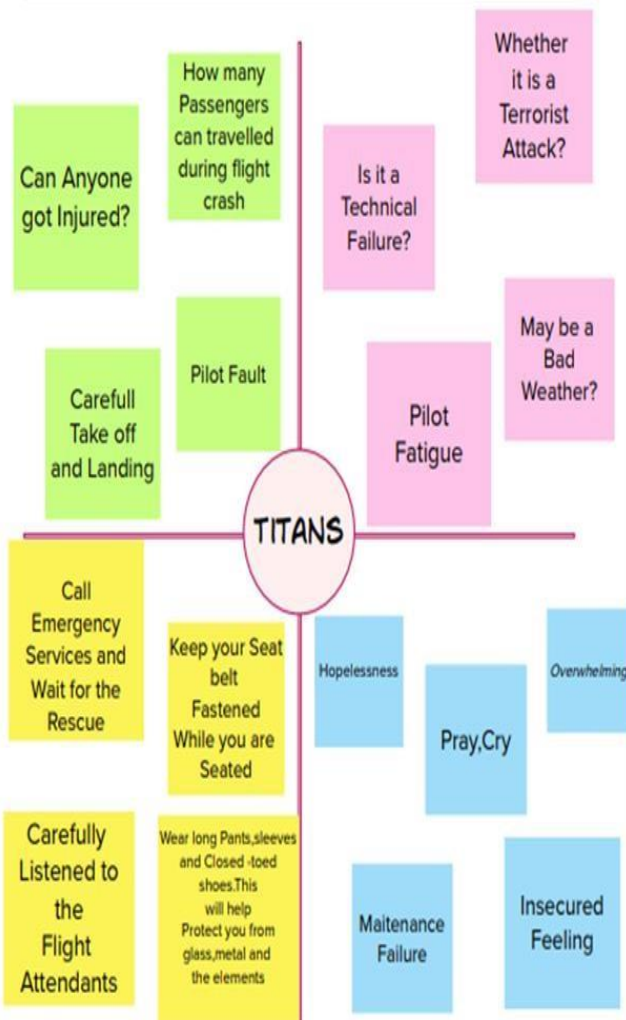 Can Anyone
got Injured?
How many
Passengers
can travelled
during flight
crash
Carefull
Take off
and Landing
Pilot Fault
Whether
it is a
Terrorist
Attack?
Is it a
Technical
Failure?
May be a
Bad
Weather?
Pilot
Fatigue
TITANS
Call
Emergency
Services and
Wait for the
Rescue
Keep your Seat
belt
Fastened
While you are
Seated
Carefully
Listened to
the
Flight
Attendants
Wear long Pants,sleeves
and Closed -toed
shoes.This
will help
Protect you from
glass,metal and
the elements
Hopelessness
Pray,Cry
Overwhelming
Maitenance
Failure
Insecured
Feeling